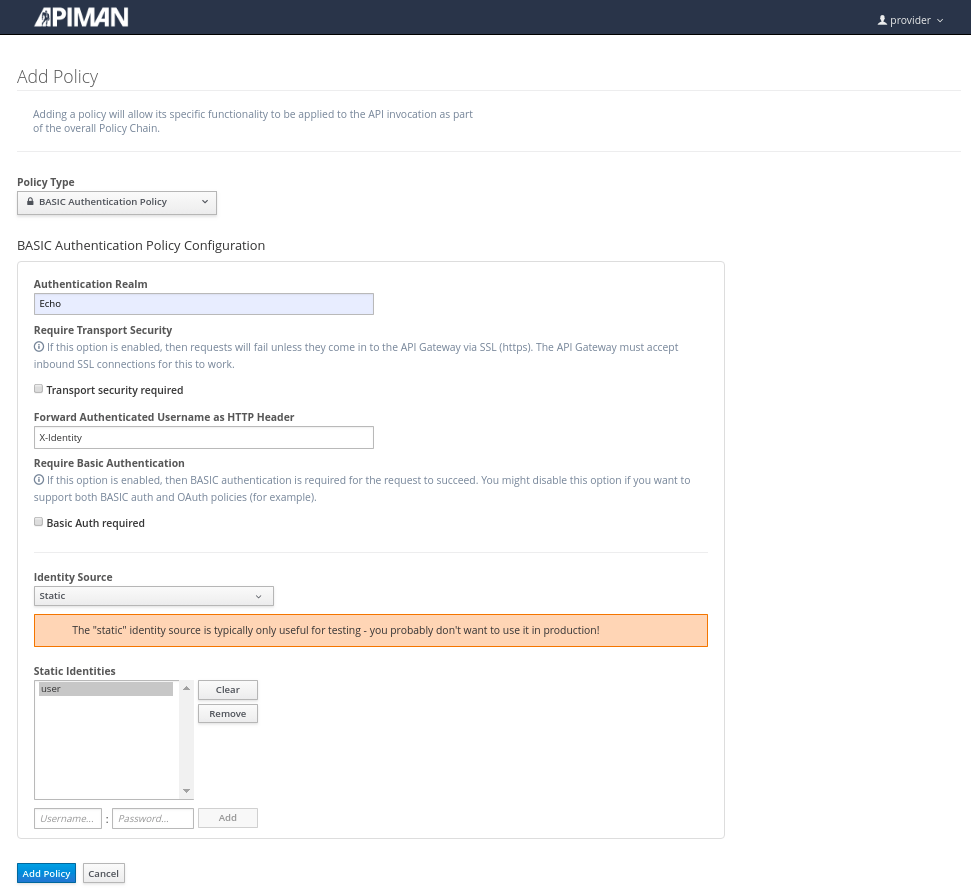 APIMAN
provider
Add Policy
Adding a policy will allow its specific functionality to be applied to the API invocation as part
of the overall Policy Chain.
Policy Type
BASIC Authentication Policy
BASIC Authentication Policy Configuration
Authentication Realm
Echo
Require Transport Security
If this option is enabled, then requests will fail unless they come in to the API Gateway via SSL (https). The API Gateway must accept
inbound SSL connections for this to work.
Transport security required
Forward Authenticated Username as HTTP Header
X-Identity
Require Basic Authentication
If this option is enabled, then BASIC authentication is required for the request to succeed. You might disable this option if you want to
support both BASIC auth and OAuth policies (for example).
Basic Auth required
Identity Source
Static
The "static" identity source is typically only useful for testing - you probably don't want to use it in production!
Static Identities
user
Clear
Remove
Username... : Password... Add
Add Policy Cancel